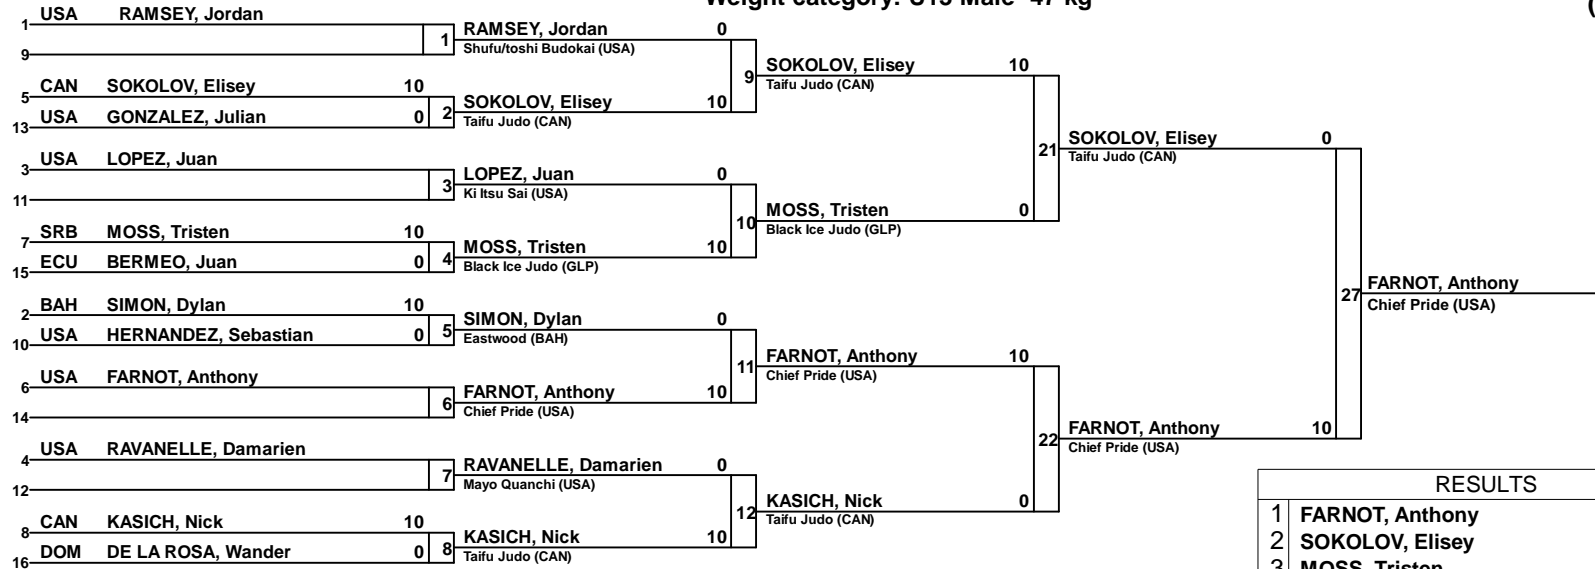 Weight category: U15 Male -47 kg
(
1 USA RAMSEY, Jordan
9
1 RAMSEY, Jordan 0
Shufu/toshi Budokai (USA)
5 CAN SOKOLOV, Elisey 10
13 USA GONZALEZ, Julian 0
2 SOKOLOV, Elisey 10
Taifu Judo (CAN)
9 SOKOLOV, Elisey 10
Taifu Judo (CAN)
3 USA LOPEZ, Juan
11
3 LOPEZ, Juan 0
Ki Itsu Sai (USA)
7 SRB MOSS, Tristen 10
15 ECU BERMEO, Juan 0
4 MOSS, Tristen 10
Black Ice Judo (GLP)
10 MOSS, Tristen 0
Black Ice Judo (GLP)
21 SOKOLOV, Elisey 0
Taifu Judo (CAN)
2 BAH SIMON, Dylan 10
10 USA HERNANDEZ, Sebastian 0
5 SIMON, Dylan 0
Eastwood (BAH)
6 USA FARNOT, Anthony
14
6 FARNOT, Anthony 10
Chief Pride (USA)
11 FARNOT, Anthony 10
Chief Pride (USA)
4 USA RAVANELLE, Damarien
12
7 RAVANELLE, Damarien 0
Mayo Quanchi (USA)
8 CAN KASICH, Nick 10
16 DOM DE LA ROSA, Wander 0
8 KASICH, Nick 10
Taifu Judo (CAN)
12 KASICH, Nick 0
Taifu Judo (CAN)
22 FARNOT, Anthony 10
Chief Pride (USA)
27 FARNOT, Anthony
Chief Pride (USA)
RESULTS
1 FARNOT, Anthony
2 SOKOLOV, Elisey
3 MOSS, Tristen